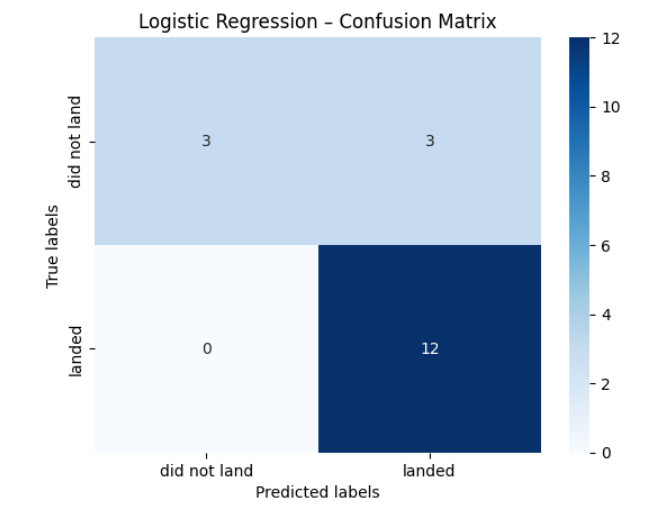 Logistic Regression – Confusion Matrix
True labels
did not land
landed
3
3
0
12
did not land
landed
Predicted labels
12
10
8
6
4
2
0